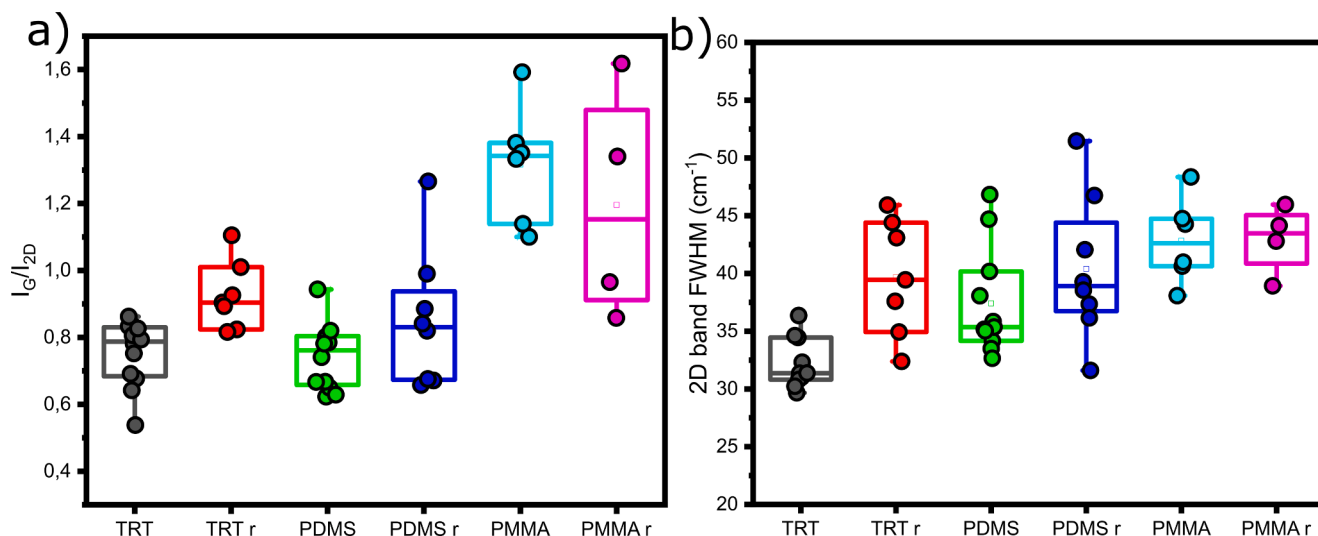 a)
I_G/I_2D
1,6
1,4
1,2
1,0
0,8
0,6
0,4
TRT
TRT r
PDMS
PDMS r
PMMA
PMMA r
b)
2D band FWHM (cm⁻¹)
60
55
50
45
40
35
30
25
20
TRT
TRT r
PDMS
PDMS r
PMMA
PMMA r